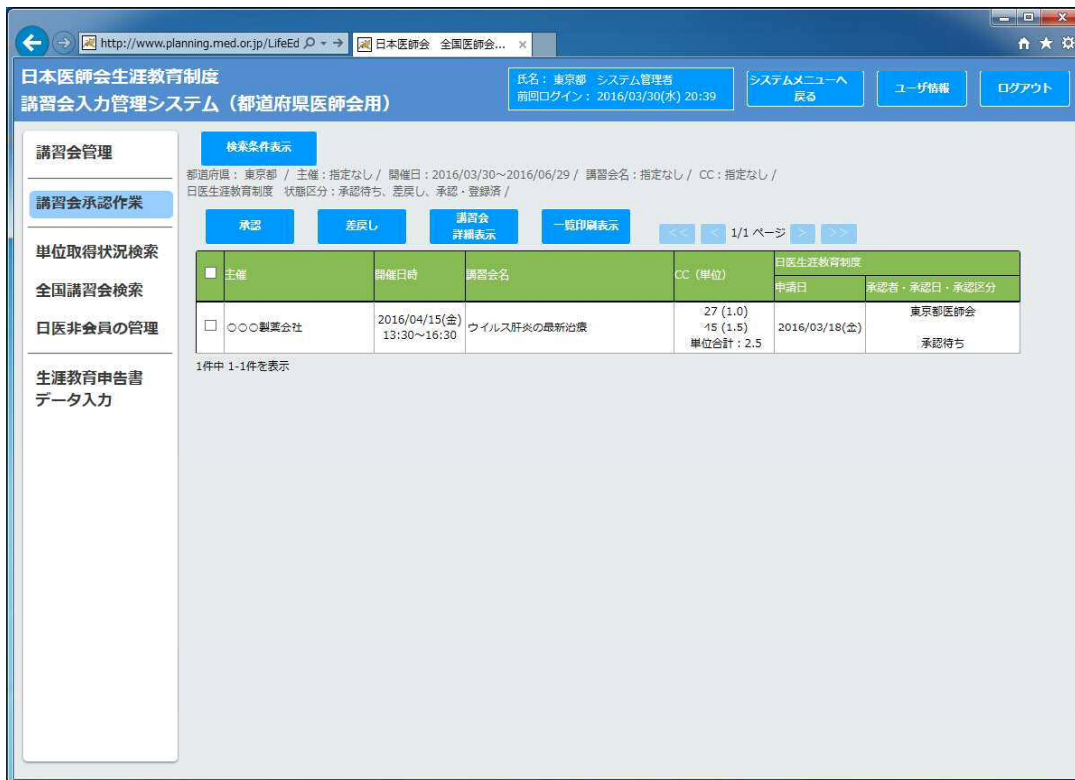 http://www.planning.med.or.jp/LifeEd
日本医師会 全国医師会...
日本医師会生涯教育制度
講習会入力管理システム（都道府県医師会用）
氏名： 東京都 システム管理者
前回ログイン： 2016/03/30(水) 20:39
システムメニューへ
戻る
ユーザ情報
ログアウト
講習会管理
講習会承認作業
単位取得状況検索
全国講習会検索
日医非会員の管理
生涯教育申告書
データ入力
検索条件表示
都道府県： 東京都 / 主催：指定なし / 開催日：2016/03/30～2016/06/29 / 講習会名：指定なし / CC：指定なし /
日医生涯教育制度 状態区分：承認待ち、差戻し、承認・登録済 /
承認
差戻し
講習会
詳細表示
一覧印刷表示
<< < 1/1 ページ > >>
主催
開催日時
講習会名
CC（単位）
日医生涯教育制度
申請日
承認者・承認日・承認区分
○○○製薬会社
2016/04/15(金)
13:30～16:30
ウイルス肝炎の最新治療
27 (1.0)
45 (1.5)
単位合計：2.5
2016/03/18(金)
東京都医師会
承認待ち
1件中 1-1件を表示